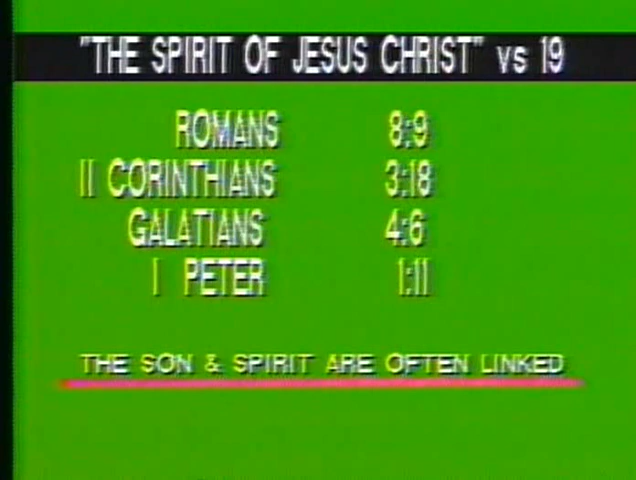 "THE SPIRIT OF JESUS CHRIST" vs 19
ROMANS 8:9
II CORINTHIANS 3:18
GALATIANS 4:6
I PETER 1:11
THE SON & SPIRIT ARE OFTEN LINKED